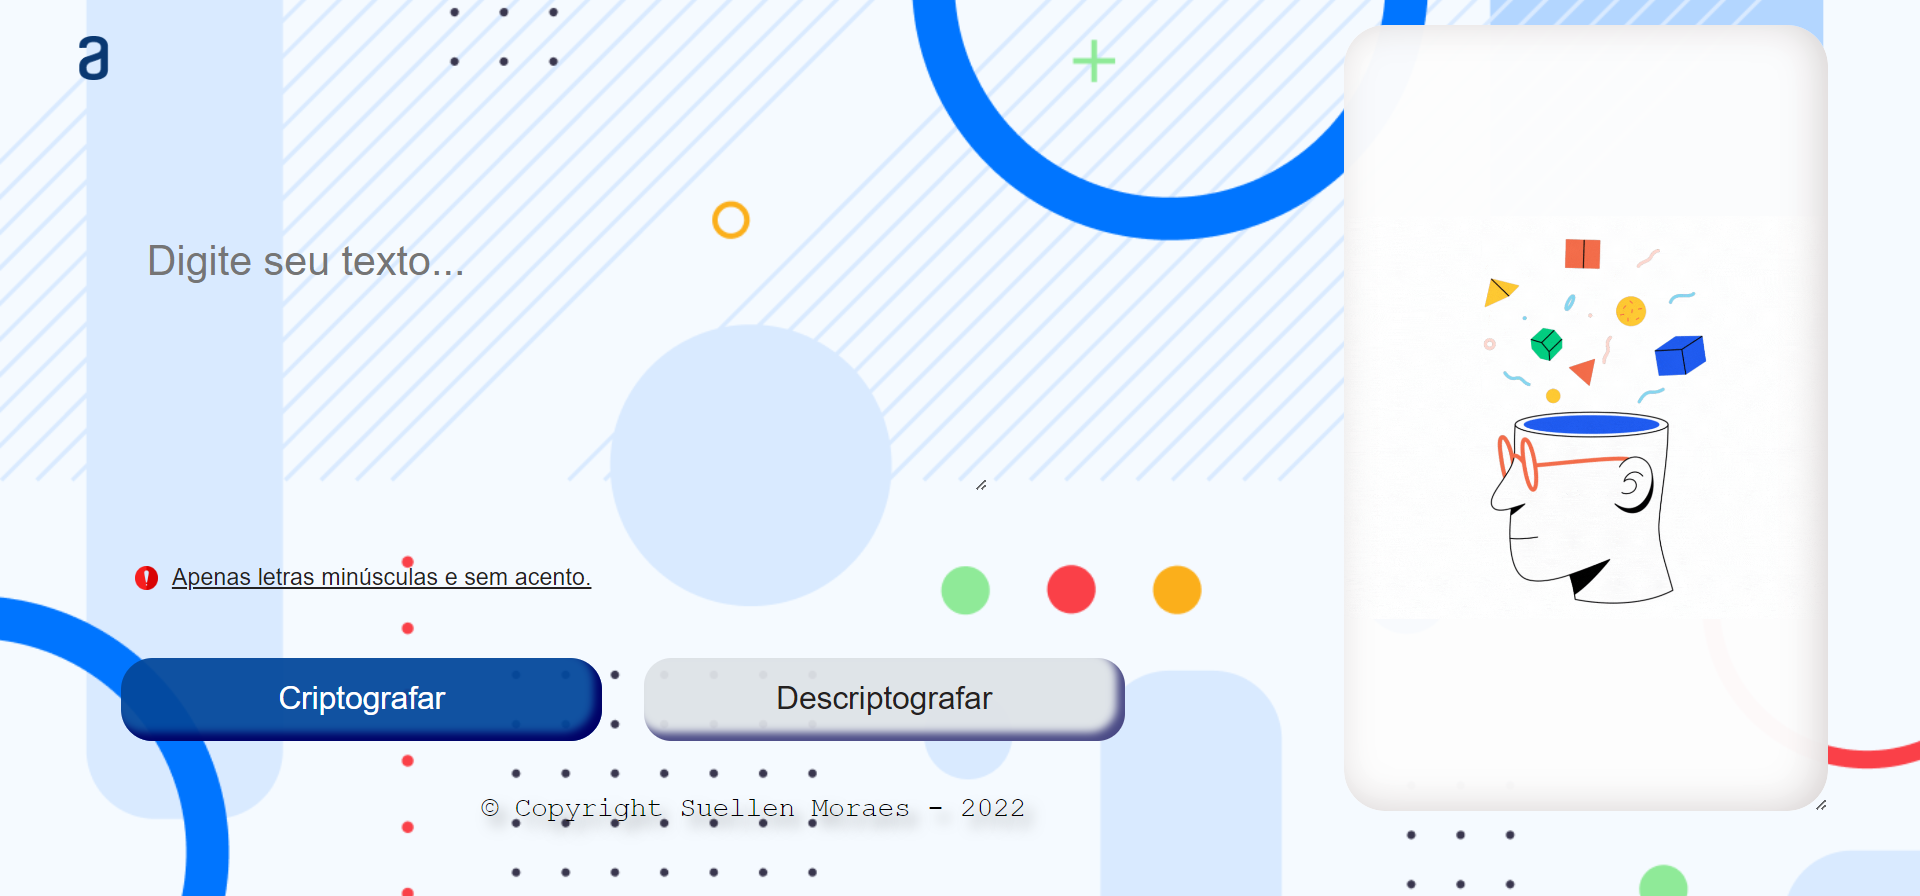 a
Digite seu texto...
Apenas letras minúsculas e sem acento.
Criptografar
Descriptografar
© Copyright Suellen Moraes - 2022